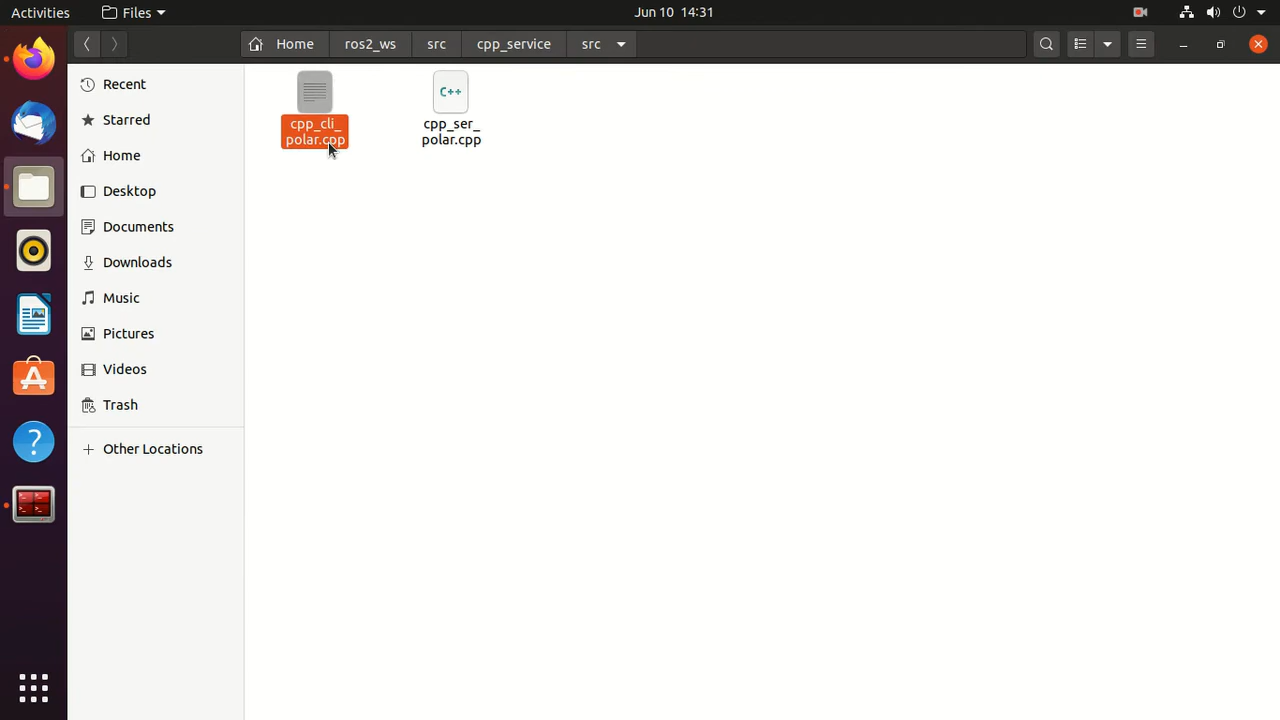 Activities
Files
Jun 10 14:31
Home
ros2_ws
src
cpp_service
src
Recent
Starred
Home
Desktop
Documents
Downloads
Music
Pictures
Videos
Trash
+ Other Locations
cpp_cli_
polar.cpp
C++
cpp_ser_
polar.cpp